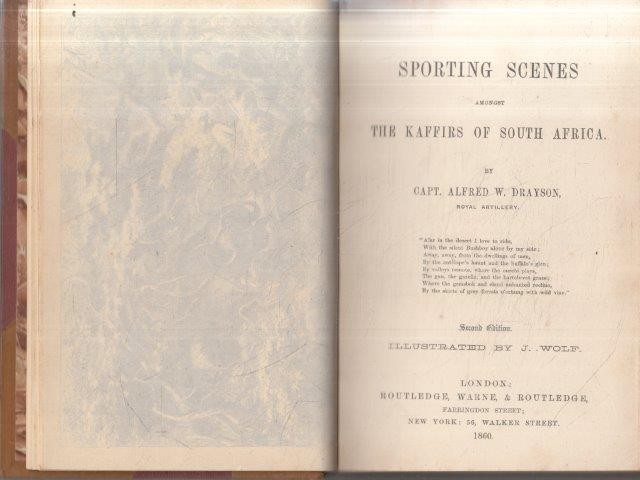 SPORTING SCENES
AMONGST
THE KAFFIRS OF SOUTH AFRICA.
BY
CAPT. ALFRED W. DRAYSON,
ROYAL ARTILLERY.
"Afar in the desert I love to ride,
With the silent Bushboy alone by my side;
Away, away, from the dwellings of men,
By the antelope's haunt and the buffalo's glen;
By valleys remote, where the ourebi plays,
The gnu, the gazelle, and the hartebeest graze;
Where the gemsbok and eland unhunted recline,
By the skirts of grey forests o'erhung with wild vine."
Second Edition.
ILLUSTRATED BY J. WOLF.
LONDON:
ROUTLEDGE, WARNE, & ROUTLEDGE,
FARRINGDON STREET;
NEW YORK: 56, WALKER STREET.
1860.